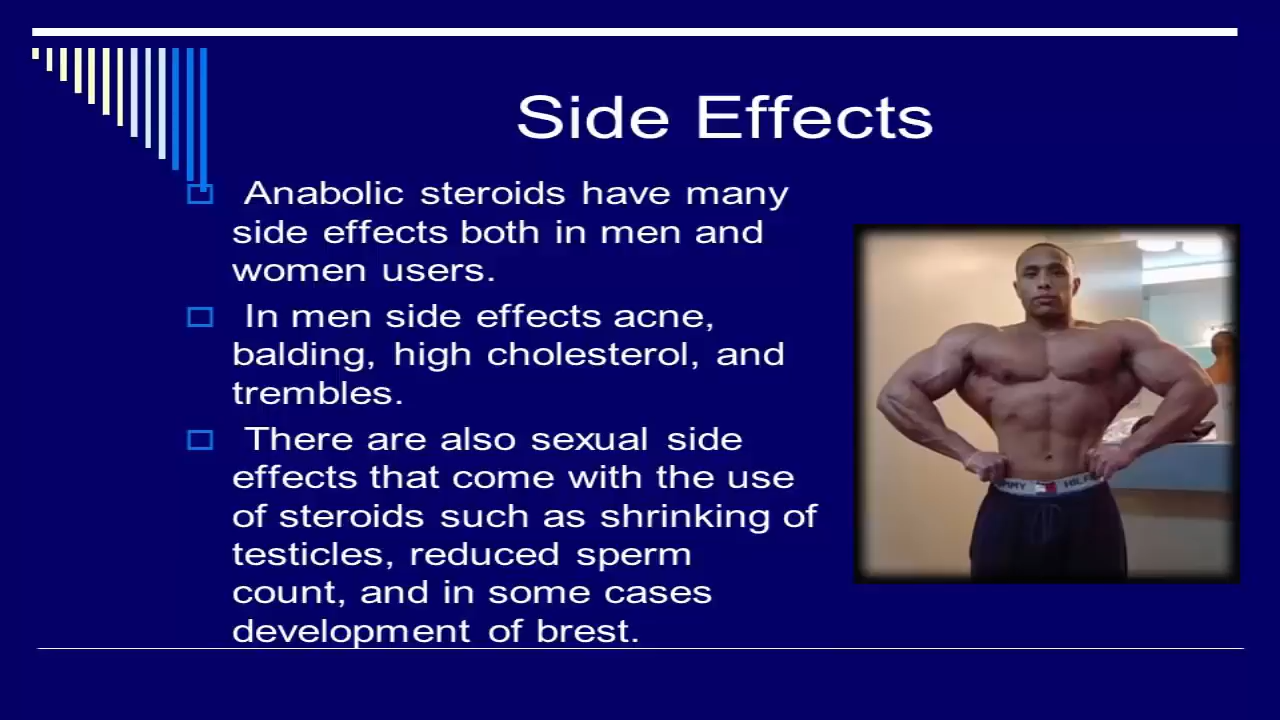 Side Effects
Anabolic steroids have many
side effects both in men and
women users.
In men side effects acne,
balding, high cholesterol, and
trembles.
There are also sexual side
effects that come with the use
of steroids such as shrinking of
testicles, reduced sperm
count, and in some cases
development of brest.